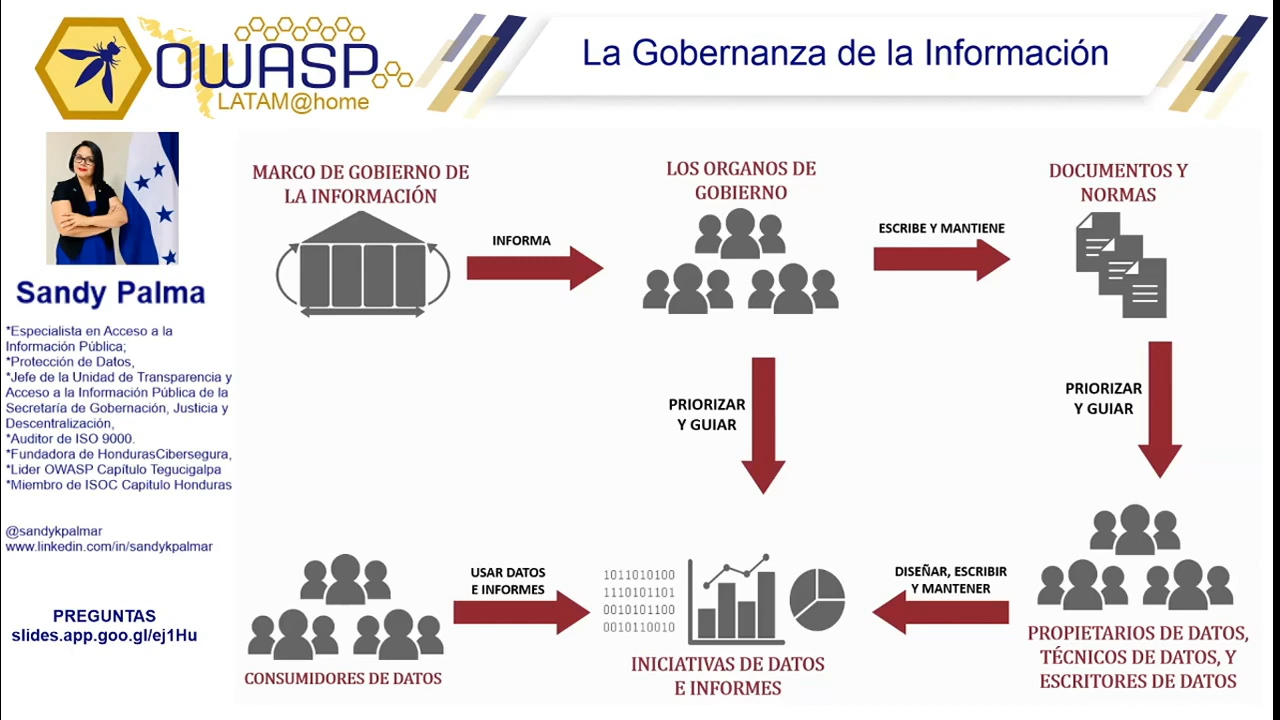 OWASP
LATAM@home
La Gobernanza de la Información
Sandy Palma
*Especialista en Acceso a la
Información Pública;
*Protección de Datos,
*Jefe de la Unidad de Transparencia y
Acceso a la Información Pública de la
Secretaría de Gobernación, Justicia y
Descentralización,
*Auditor de ISO 9000.
*Fundadora de HondurasCibersegura,
*Lider OWASP Capítulo Tegucigalpa
*Miembro de ISOC Capitulo Honduras
@sandykpalmar
www.linkedin.com/in/sandykpalmar
PREGUNTAS
slides.app.goo.gl/ej1Hu
MARCO DE GOBIERNO DE
LA INFORMACIÓN
INFORMA
LOS ORGANOS DE
GOBIERNO
ESCRIBE Y MANTIENE
DOCUMENTOS Y
NORMAS
PRIORIZAR
Y GUIAR
PRIORIZAR
Y GUIAR
CONSUMIDORES DE DATOS
USAR DATOS
E INFORMES
1011010100
1110101101
0010101100
0010110010
INICIATIVAS DE DATOS
E INFORMES
DISEÑAR, ESCRIBIR
Y MANTENER
PROPIETARIOS DE DATOS,
TÉCNICOS DE DATOS, Y
ESCRITORES DE DATOS